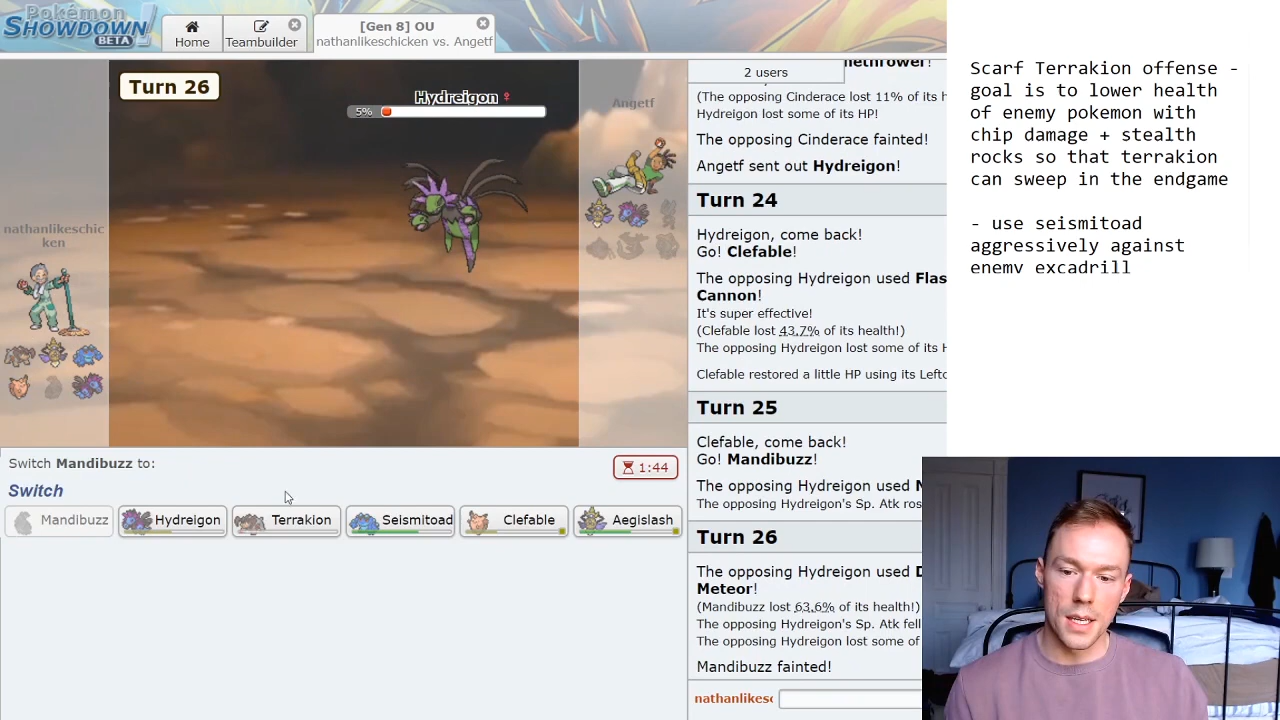 Pokémon
SHOWDOWN
BETA
Home
Teambuilder
[Gen 8] OU
nathanlikeschicken vs. Angetf
Turn 26
Hydreigon ♀
5%
Angetf
nathanlikeschic
ken
2 users
(The opposing Cinderace lost 11% of its h
Hydreigon lost some of its HP!
The opposing Cinderace fainted!
Angetf sent out Hydreigon!
Turn 24
Hydreigon, come back!
Go! Clefable!
The opposing Hydreigon used Flas
Cannon!
It's super effective!
(Clefable lost 43.7% of its health!)
The opposing Hydreigon lost some of its H
Clefable restored a little HP using its Lefto
Turn 25
Clefable, come back!
Go! Mandibuzz!
The opposing Hydreigon used N
The opposing Hydreigon's Sp. Atk ros
Turn 26
The opposing Hydreigon used D
Meteor!
(Mandibuzz lost 63.6% of its health!)
The opposing Hydreigon's Sp. Atk fell
The opposing Hydreigon lost some of
Mandibuzz fainted!
nathanlikesc
Switch Mandibuzz to:
1:44
Switch
Mandibuzz
Hydreigon
Terrakion
Seismitoad
Clefable
Aegislash
Scarf Terrakion offense -
goal is to lower health
of enemy pokemon with
chip damage + stealth
rocks so that terrakion
can sweep in the endgame
- use seismitoad
aggressively against
enemy excadrill